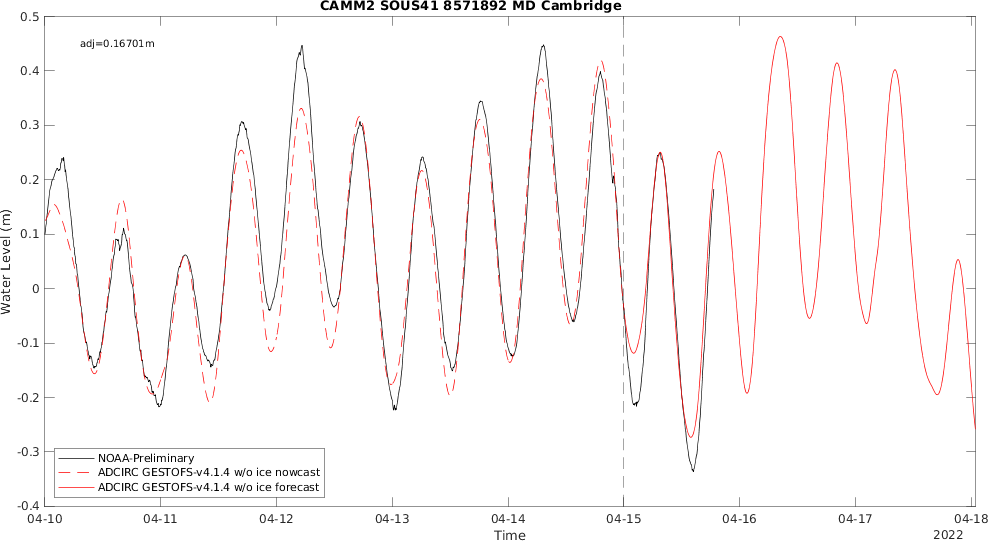 CAMM2 SOUS41 8571892 MD Cambridge
adj=0.16701m
0.5
0.4
0.3
0.2
0.1
0
-0.1
-0.2
-0.3
-0.4
Water Level (m)
NOAA-Preliminary
ADCIRC GESTOFS-v4.1.4 w/o ice nowcast
ADCIRC GESTOFS-v4.1.4 w/o ice forecast
04-10 04-11 04-12 04-13 04-14 04-15 04-16 04-17 04-18
Time
2022